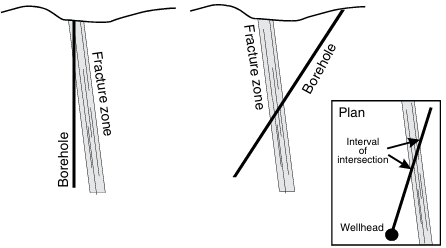 Fracture zone
Borehole
Fracture zone
Borehole
Plan
Interval
of
intersection
Wellhead